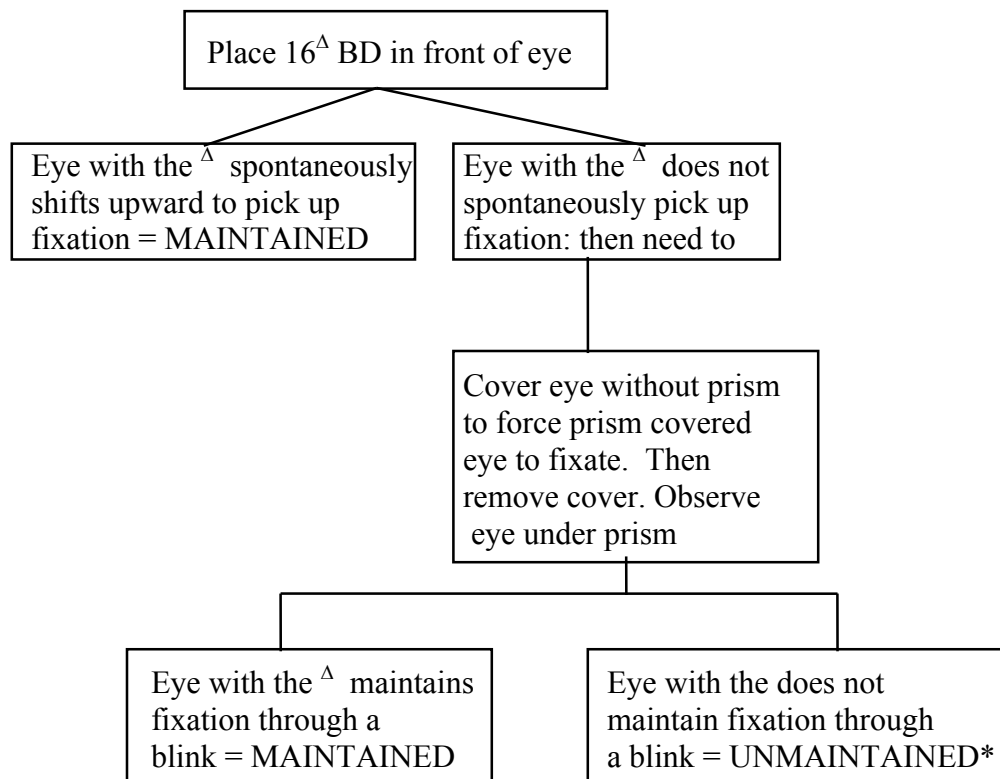 Place 16Δ BD in front of eye
Eye with the Δ spontaneously
shifts upward to pick up
fixation = MAINTAINED
Eye with the Δ does not
spontaneously pick up
fixation: then need to
Cover eye without prism
to force prism covered
eye to fixate. Then
remove cover. Observe
eye under prism
Eye with the Δ maintains
fixation through a
blink = MAINTAINED
Eye with the does not
maintain fixation through
a blink = UNMAINTAINED*